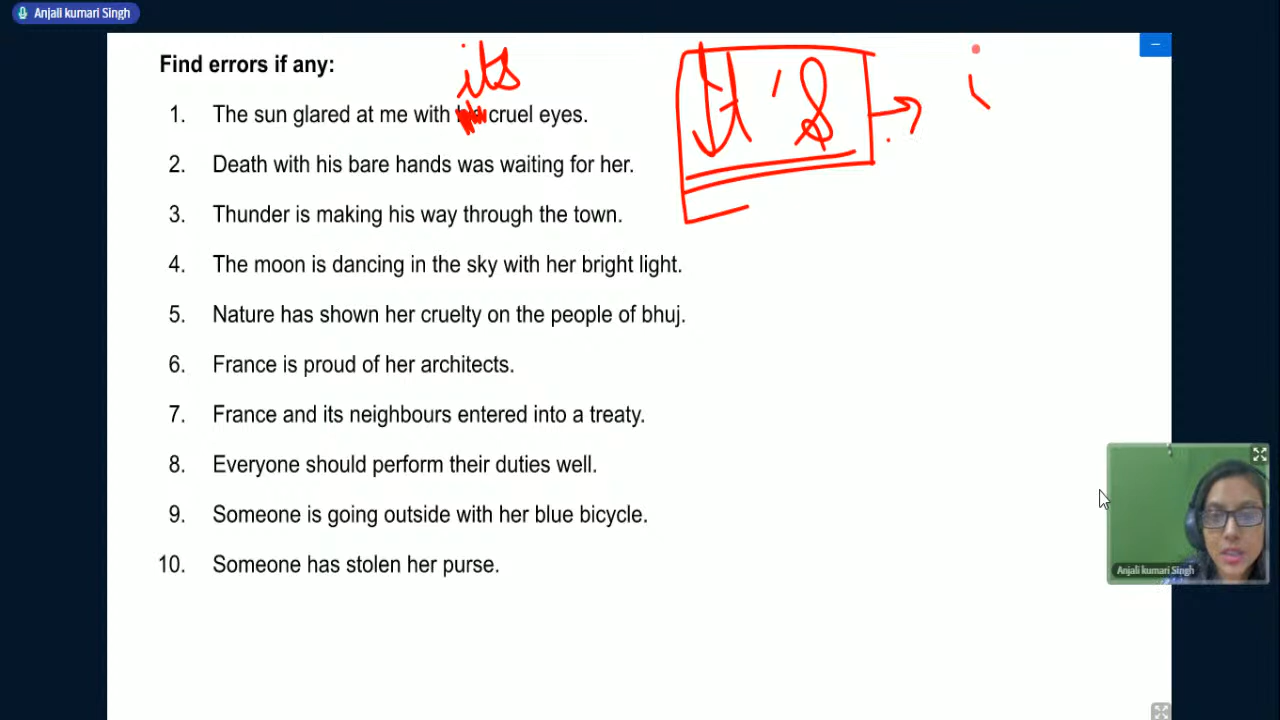 Anjali kumari Singh
Find errors if any:
its
It's
i
1. The sun glared at me with cruel eyes.
2. Death with his bare hands was waiting for her.
3. Thunder is making his way through the town.
4. The moon is dancing in the sky with her bright light.
5. Nature has shown her cruelty on the people of bhuj.
6. France is proud of her architects.
7. France and its neighbours entered into a treaty.
8. Everyone should perform their duties well.
9. Someone is going outside with her blue bicycle.
10. Someone has stolen her purse.
Anjali kumari Singh